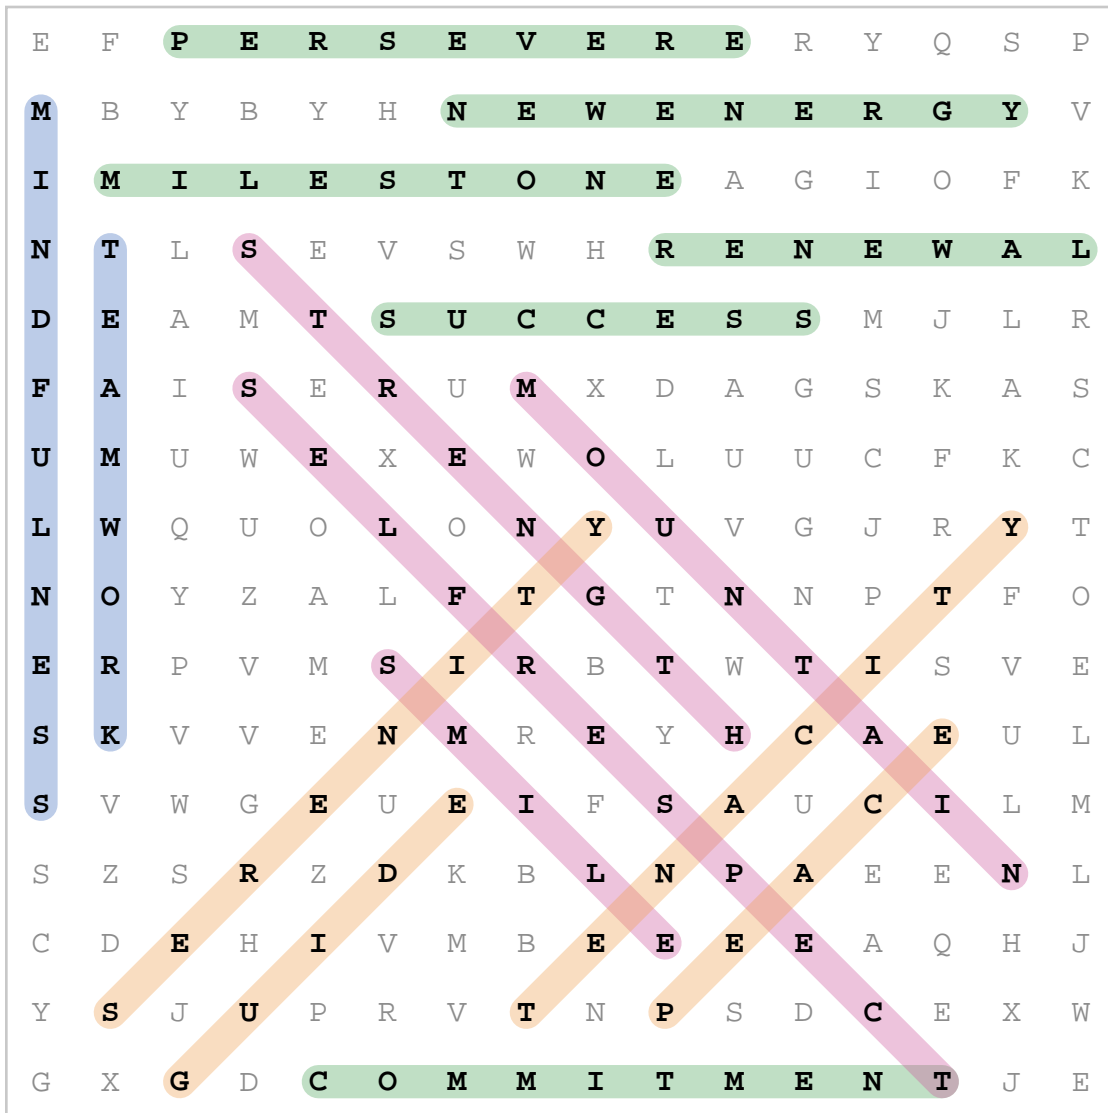 E F P E R S E V E R E R Y Q S P
M B Y B Y H N E W E N E R G Y V
I M I L E S T O N E A G I O F K
N T L S E V S W H R E N E W A L
D E A M T S U C C E S S M J L R
F A I S E R U M X D A G S K A S
U M U W E X E W O L U U C F K C
L W Q U O L O N Y U V G J R Y T
N O Y Z A L F T G T N N P T F O
E R P V M S I R B T W T I S V E
S K V V E N M R E Y H C A E U L
S V W G E U E I F S A U C I L M
S Z S R Z D K B L N P A E E N L
C D E H I V M B E E E E A Q H J
Y S J U P R V T N P S D C E X W
G X G D C O M M I T M E N T J E